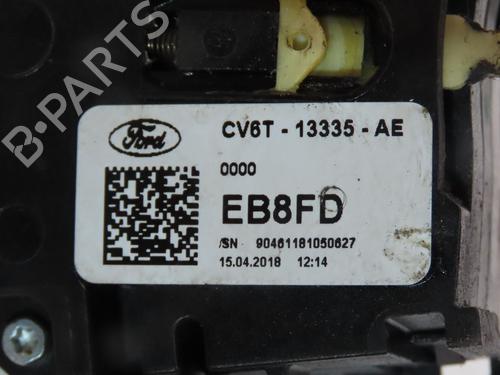 Ford
CV6T - 13335 - AE
0000
EB8FD
/SN 90461181050627
15.04.2018 12:14
B-PARTS